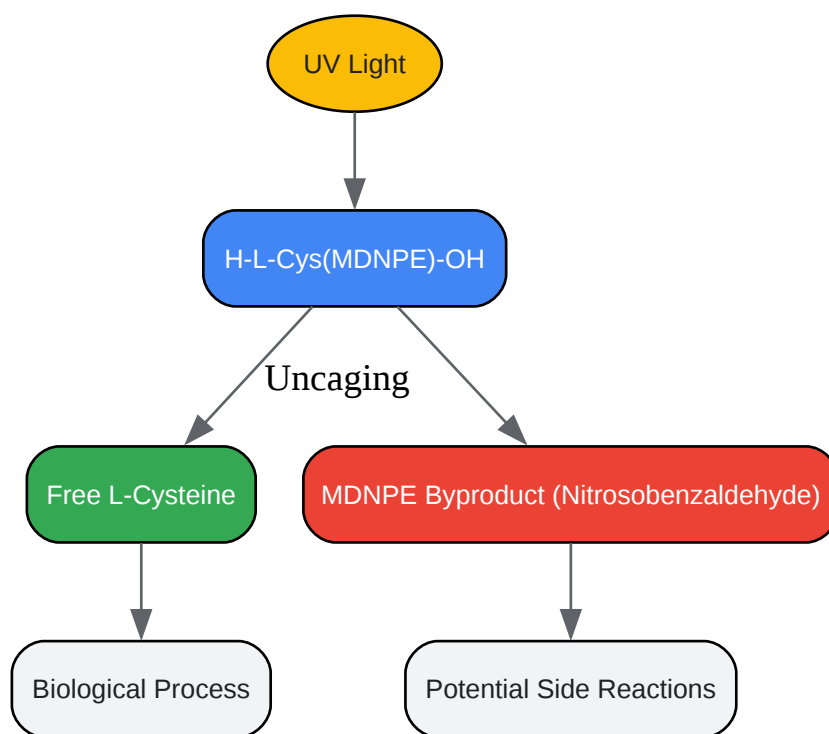 UV Light
H-L-Cys(MDNPE)-OH
Uncaging
Free L-Cysteine
MDNPE Byproduct (Nitrosobenzaldehyde)
Biological Process
Potential Side Reactions